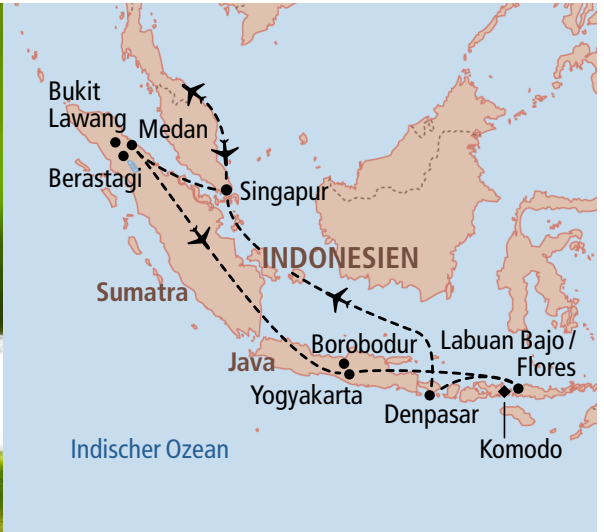 Bukit
Lawang
Medan
Berastagi
Singapur
INDONESIEN
Sumatra
Borobodur
Labuan Bajo /
Flores
Java
Yogyakarta
Denpasar
Komodo
Indischer Ozean